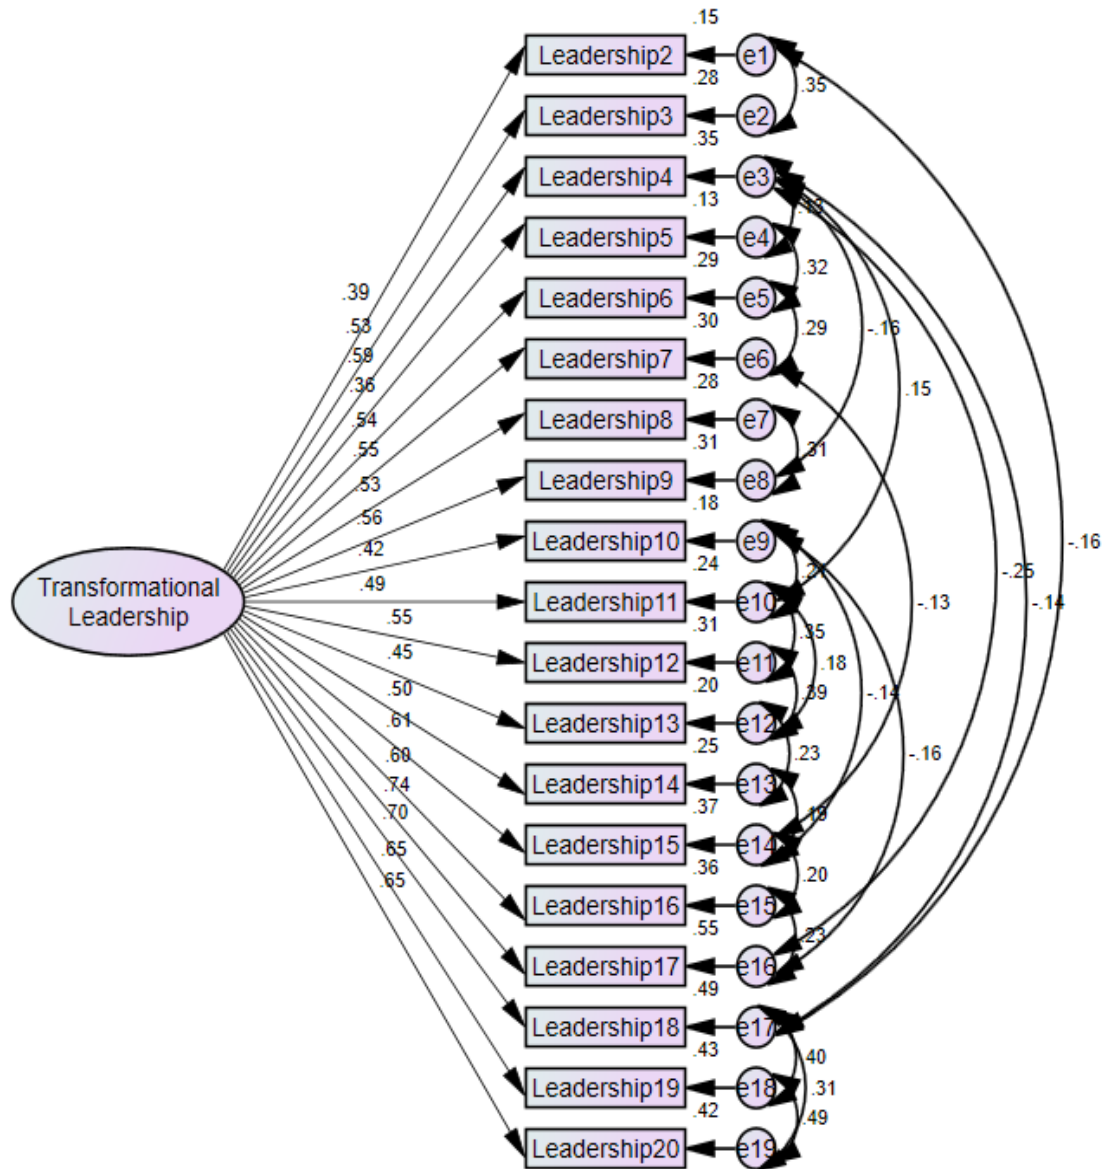 .15
Leadership2
e1
.28
.35
Leadership3
e2
.35
Leadership4
e3
.13
Leadership5
e4
.29
.32
Leadership6
e5
.39
.30
.29
-.16
.53
Leadership7
e6
.59
.28
.15
.36
Leadership8
e7
.54
.31
.31
.55
Leadership9
e8
.53
.18
.56
Leadership10
e9
-.16
.42
.24
-.25
.49
Leadership11
e10
-.13
-.14
Transformational
Leadership
.55
.31
.35
.45
Leadership12
e11
.18
.50
.20
.39
-.14
.61
Leadership13
e12
.60
.25
.23
-.16
.74
Leadership14
e13
.70
.37
.19
.65
Leadership15
e14
.65
.36
.20
Leadership16
e15
.55
.23
Leadership17
e16
.49
Leadership18
e17
.43
.40
Leadership19
e18
.31
.42
.49
Leadership20
e19